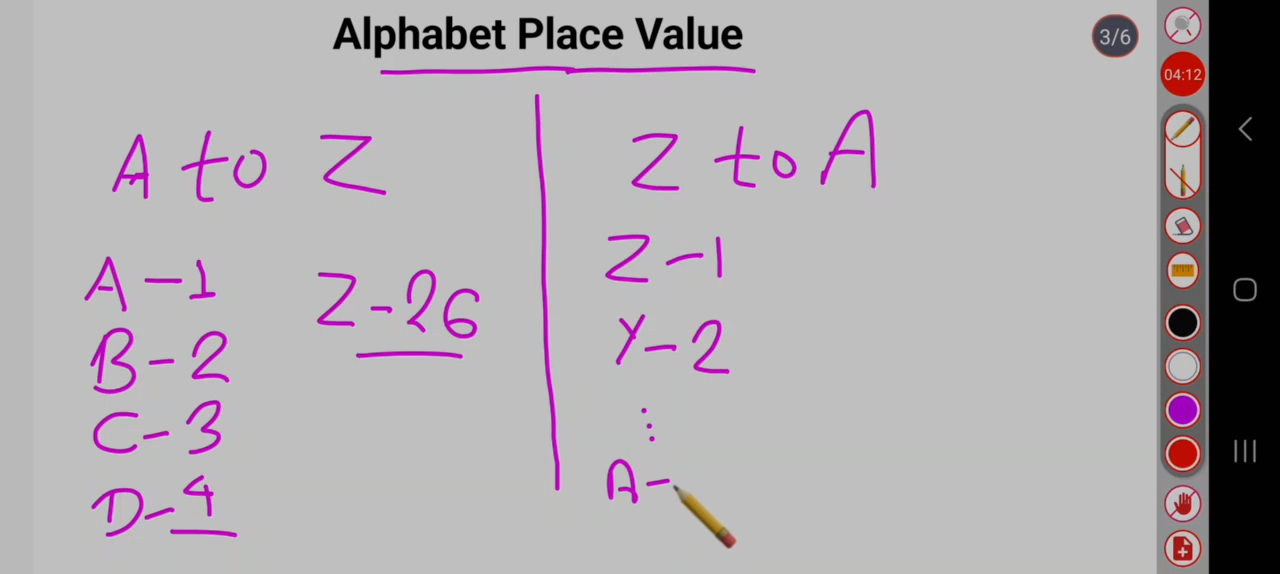 Alphabet Place Value
3/6
04:12
A to Z
A-1
B-2
C-3
D-4
Z-26
Z to A
Z-1
Y-2
⋮
A-